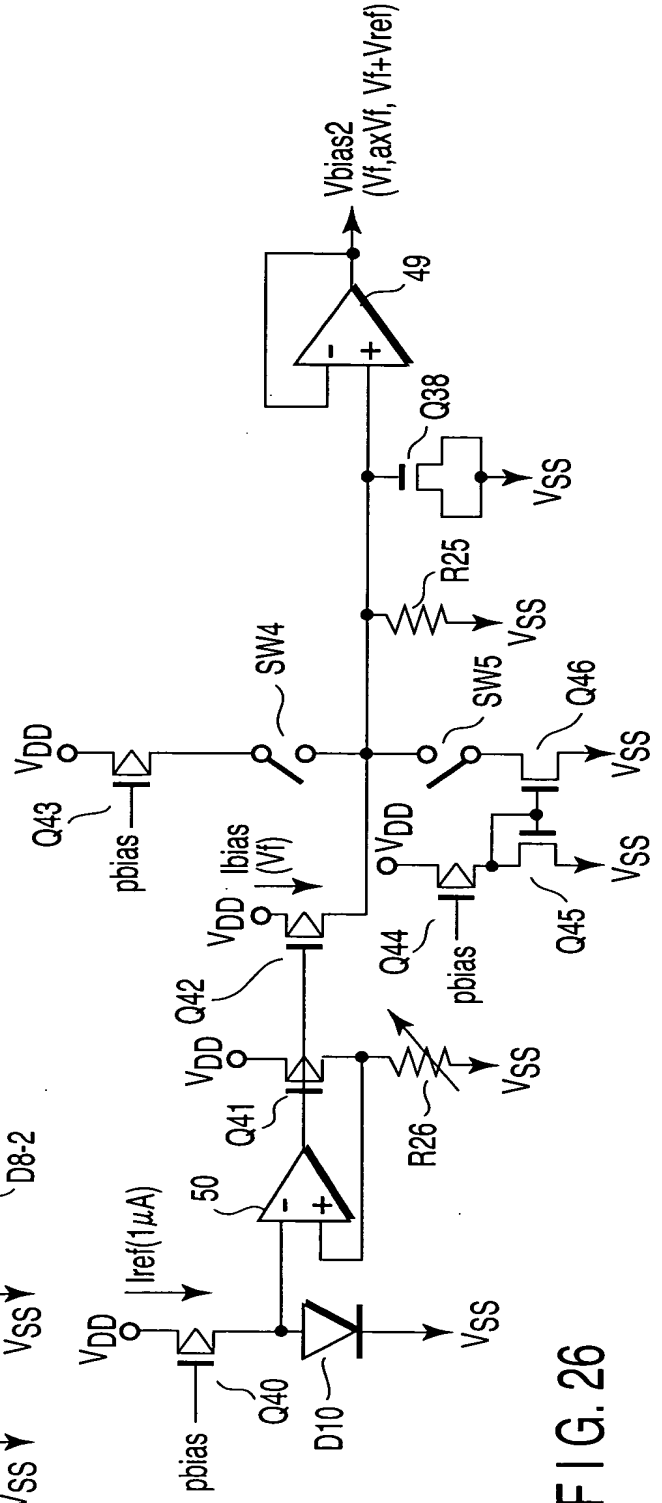 VSS
VSS
D8-2
VDD
Iref(1μA)
pbias
Q40
D10
VSS
50
-
+
Q41
VDD
R26
VSS
Q42
VDD
Ibias
(Vf)
Q43
VDD
pbias
SW4
Q44
VDD
pbias
Q45
VSS
SW5
Q46
VSS
R25
VSS
Q38
VSS
-
+
49
Vbias2
(Vf,axVf, Vf+Vref)
FIG. 26